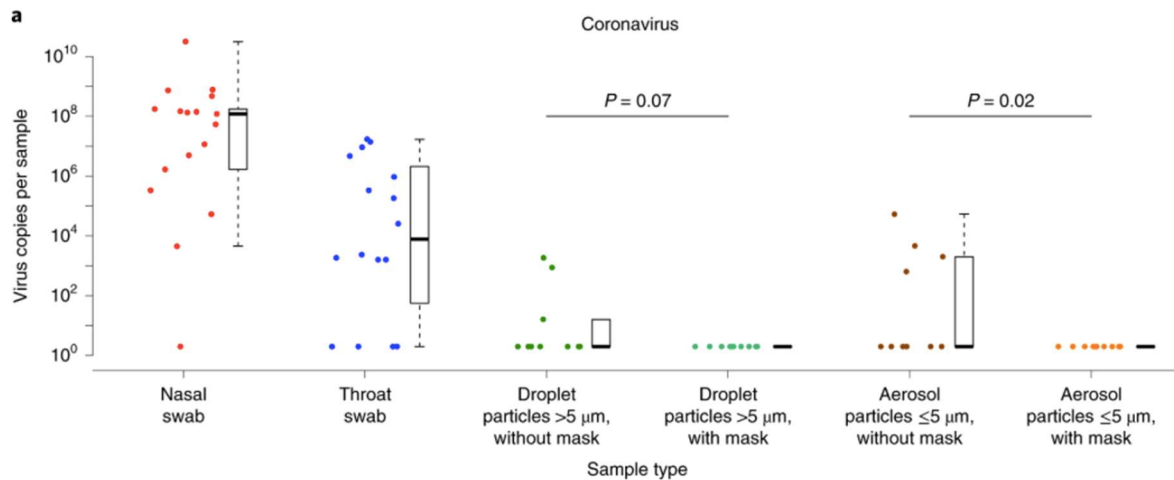 a
Coronavirus
Virus copies per sample
10^10
10^8
10^6
10^4
10^2
10^0
P = 0.07
P = 0.02
Nasal
swab
Throat
swab
Droplet
particles >5 μm,
without mask
Droplet
particles >5 μm,
with mask
Aerosol
particles ≤5 μm,
without mask
Aerosol
particles ≤5 μm,
with mask
Sample type